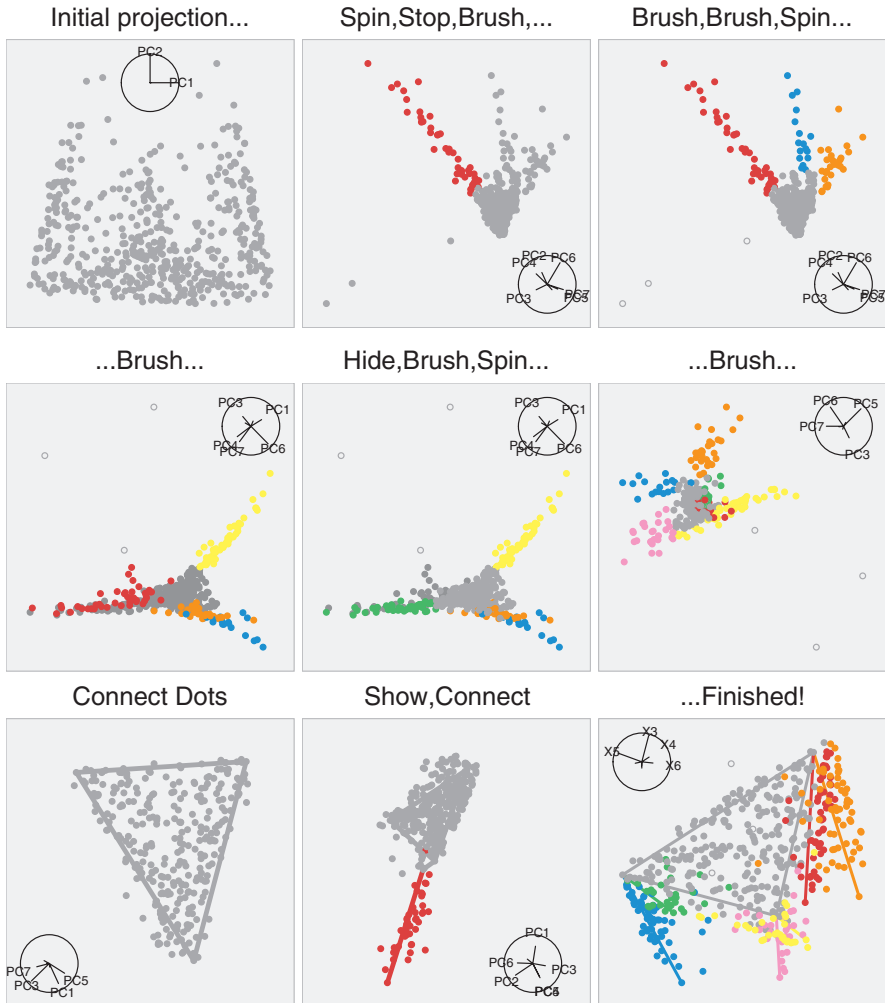 Initial projection...
Spin,Stop,Brush,...
Brush,Brush,Spin...
PC2
PC1
PC2
PC6
PC4
PC3
PC7
PC5
PC2
PC6
PC4
PC3
PC7
PC5
...Brush...
Hide,Brush,Spin...
...Brush...
PC3
PC1
PC4
PC7
PC6
PC3
PC1
PC4
PC7
PC6
PC6
PC5
PC7
PC3
Connect Dots
Show,Connect
...Finished!
PC7
PC3
PC5
PC1
PC1
PC6
PC3
PC2
PC4
X3
X5
X4
X6